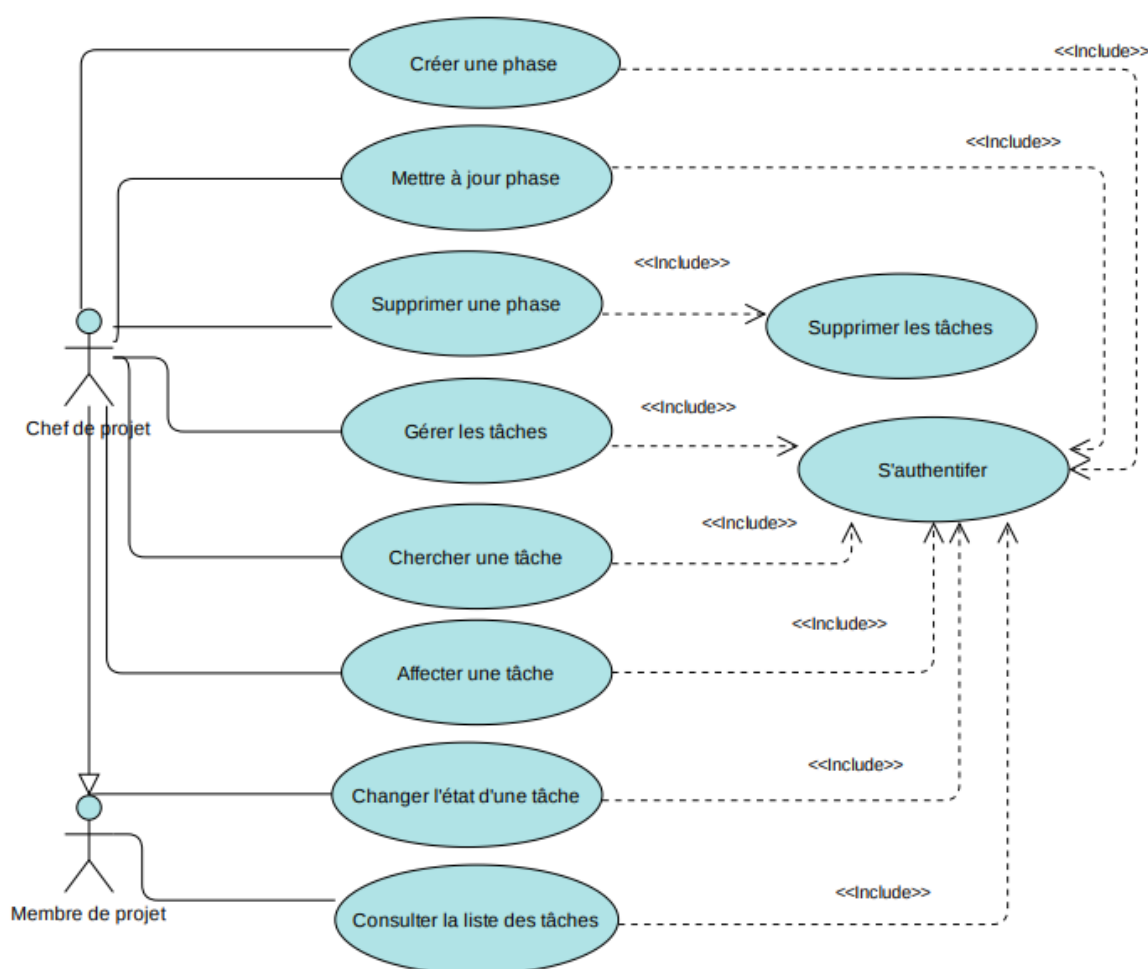 Créer une phase
<<Include>>
Mettre à jour phase
<<Include>>
Supprimer une phase
<<Include>>
Supprimer les tâches
Chef de projet
Gérer les tâches
<<Include>>
S'authentifer
Chercher une tâche
<<Include>>
Affecter une tâche
<<Include>>
Changer l'état d'une tâche
<<Include>>
Membre de projet
Consulter la liste des tâches
<<Include>>